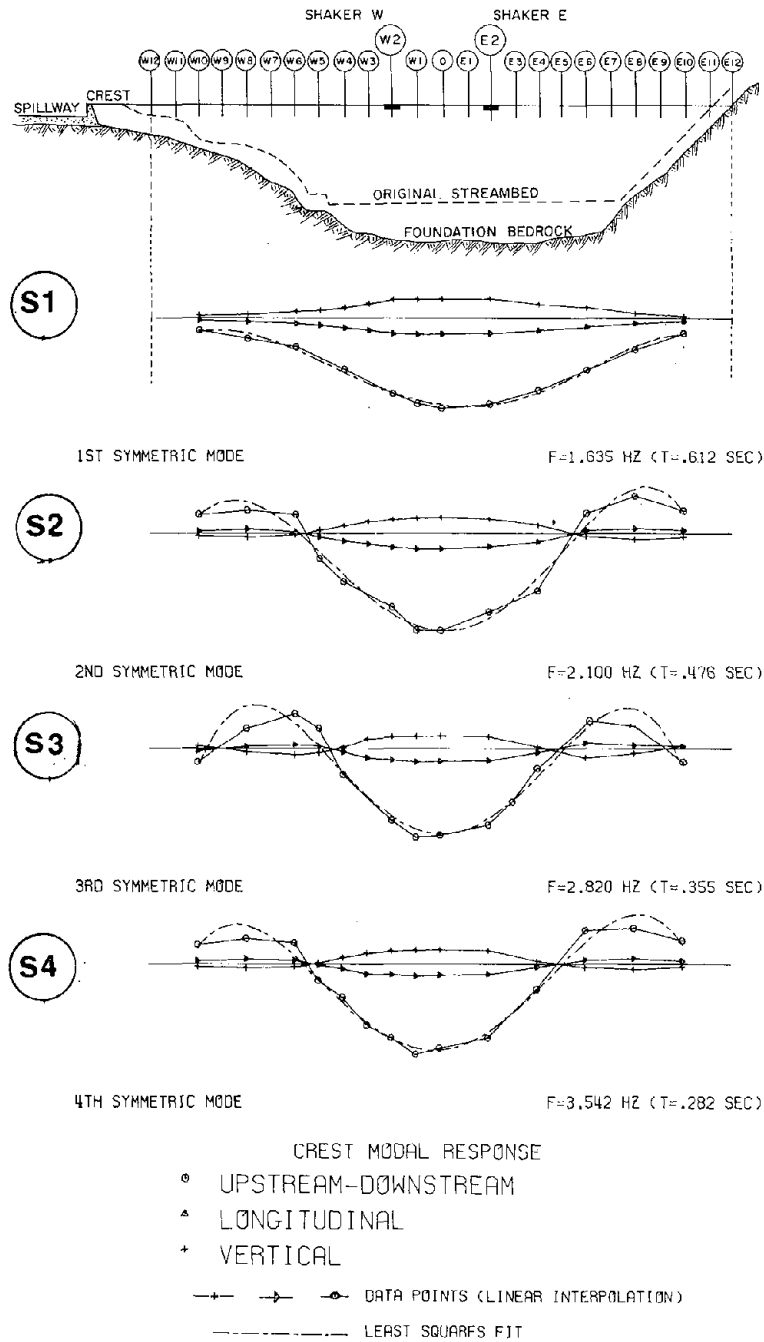 SHAKER W SHAKER E
W2 E2
W12 W11 W10 W9 W8 W7 W6 W5 W4 W3 W1 0 E1 E3 E4 E5 E6 E7 E8 E9 E10 E11 E12
CREST
SPILLWAY
ORIGINAL STREAMBED
FOUNDATION BEDROCK
S1
1ST SYMMETRIC MODE F=1.635 HZ (T=.612 SEC)
S2
2ND SYMMETRIC MODE F=2.100 HZ (T=.476 SEC)
S3
3RD SYMMETRIC MODE F=2.820 HZ (T=.355 SEC)
S4
4TH SYMMETRIC MODE F=3.542 HZ (T=.282 SEC)
CREST MODAL RESPONSE
UPSTREAM-DOWNSTREAM
LONGITUDINAL
VERTICAL
DATA POINTS (LINEAR INTERPOLATION)
LEAST SQUARES FIT